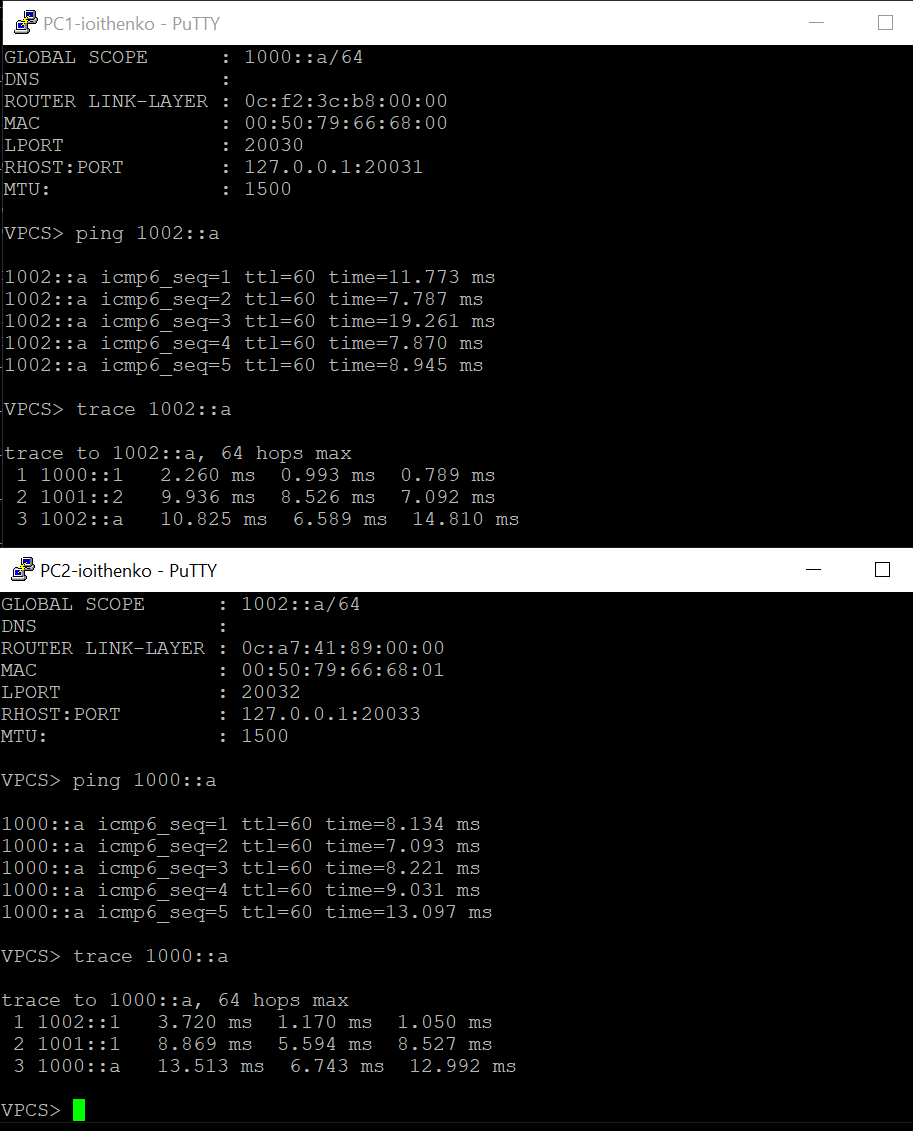 PC1-ioithenko - PuTTY
GLOBAL SCOPE      : 1000::a/64
DNS               :
ROUTER LINK-LAYER : 0c:f2:3c:b8:00:00
MAC               : 00:50:79:66:68:00
LPORT             : 20030
RHOST:PORT        : 127.0.0.1:20031
MTU:              : 1500
VPCS> ping 1002::a
1002::a icmp6_seq=1 ttl=60 time=11.773 ms
1002::a icmp6_seq=2 ttl=60 time=7.787 ms
1002::a icmp6_seq=3 ttl=60 time=19.261 ms
1002::a icmp6_seq=4 ttl=60 time=7.870 ms
1002::a icmp6_seq=5 ttl=60 time=8.945 ms
VPCS> trace 1002::a
trace to 1002::a, 64 hops max
 1 1000::1   2.260 ms  0.993 ms  0.789 ms
 2 1001::2   9.936 ms  8.526 ms  7.092 ms
 3 1002::a   10.825 ms  6.589 ms  14.810 ms
PC2-ioithenko - PuTTY
GLOBAL SCOPE      : 1002::a/64
DNS               :
ROUTER LINK-LAYER : 0c:a7:41:89:00:00
MAC               : 00:50:79:66:68:01
LPORT             : 20032
RHOST:PORT        : 127.0.0.1:20033
MTU:              : 1500
VPCS> ping 1000::a
1000::a icmp6_seq=1 ttl=60 time=8.134 ms
1000::a icmp6_seq=2 ttl=60 time=7.093 ms
1000::a icmp6_seq=3 ttl=60 time=8.221 ms
1000::a icmp6_seq=4 ttl=60 time=9.031 ms
1000::a icmp6_seq=5 ttl=60 time=13.097 ms
VPCS> trace 1000::a
trace to 1000::a, 64 hops max
 1 1002::1   3.720 ms  1.170 ms  1.050 ms
 2 1001::1   8.869 ms  5.594 ms  8.527 ms
 3 1000::a   13.513 ms  6.743 ms  12.992 ms
VPCS>